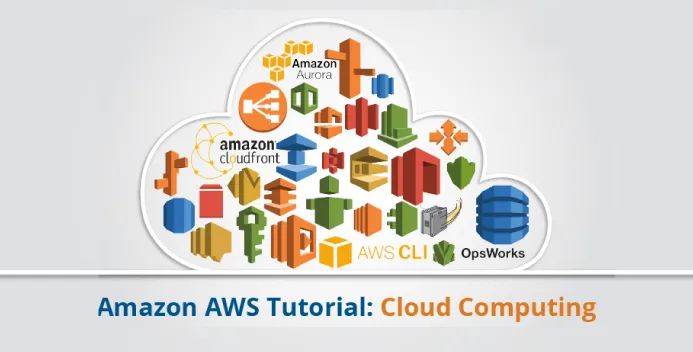 Amazon
Aurora
amazon
cloudfront
AWS CLI
OpsWorks
Amazon AWS Tutorial: Cloud Computing